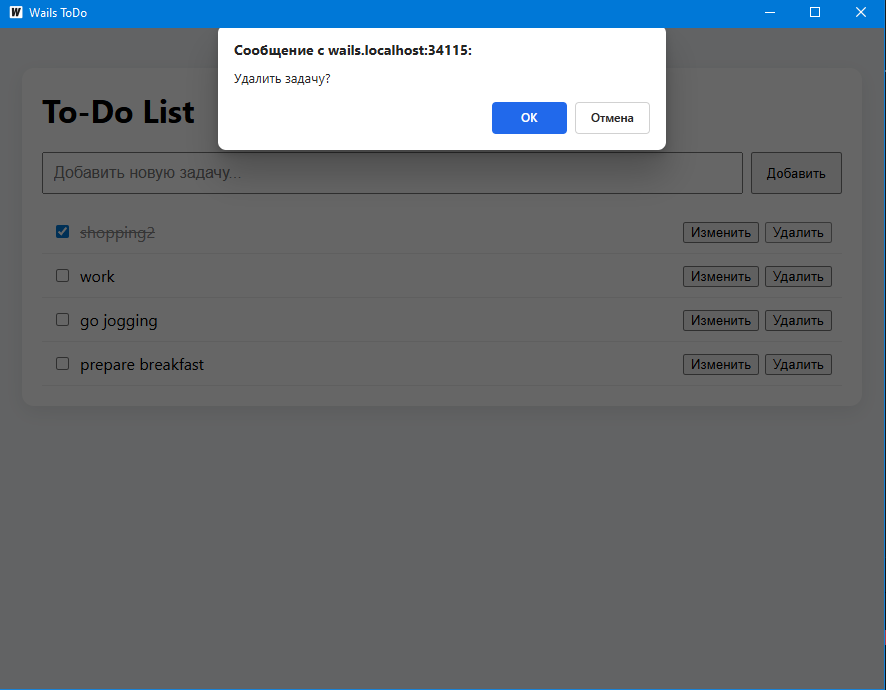 W Wails ToDo
Сообщение с wails.localhost:34115:
Удалить задачу?
OK Отмена
To-Do List
Добавить новую задачу... Добавить
shopping2 Изменить Удалить
work Изменить Удалить
go jogging Изменить Удалить
prepare breakfast Изменить Удалить